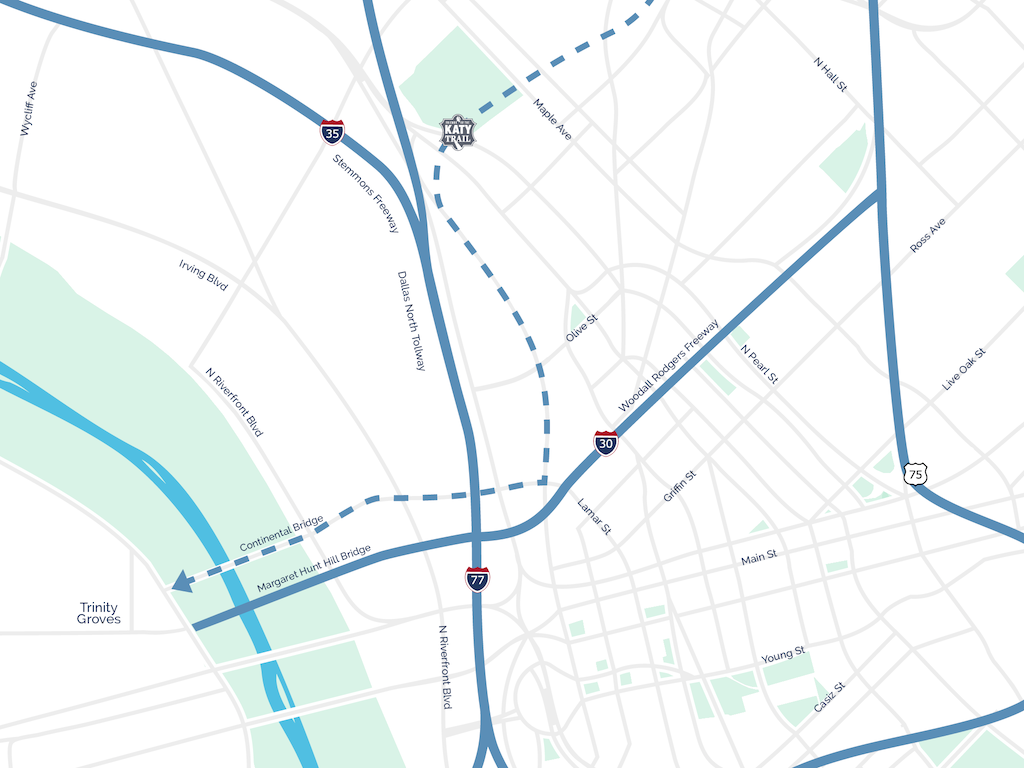 N Hall St
Wycliff Ave
Maple Ave
35
KATY
TRAIL
Stemmons Freeway
Ross Ave
Irving Blvd
Dallas North Tollway
Olive St
Woodall Rodgers Freeway
N Pearl St
Live Oak St
N Riverfront Blvd
30
75
Griffin St
Lamar St
Continental Bridge
Main St
Margaret Hunt Hill Bridge
77
Trinity
Groves
N Riverfront Blvd
Young St
Casiz St